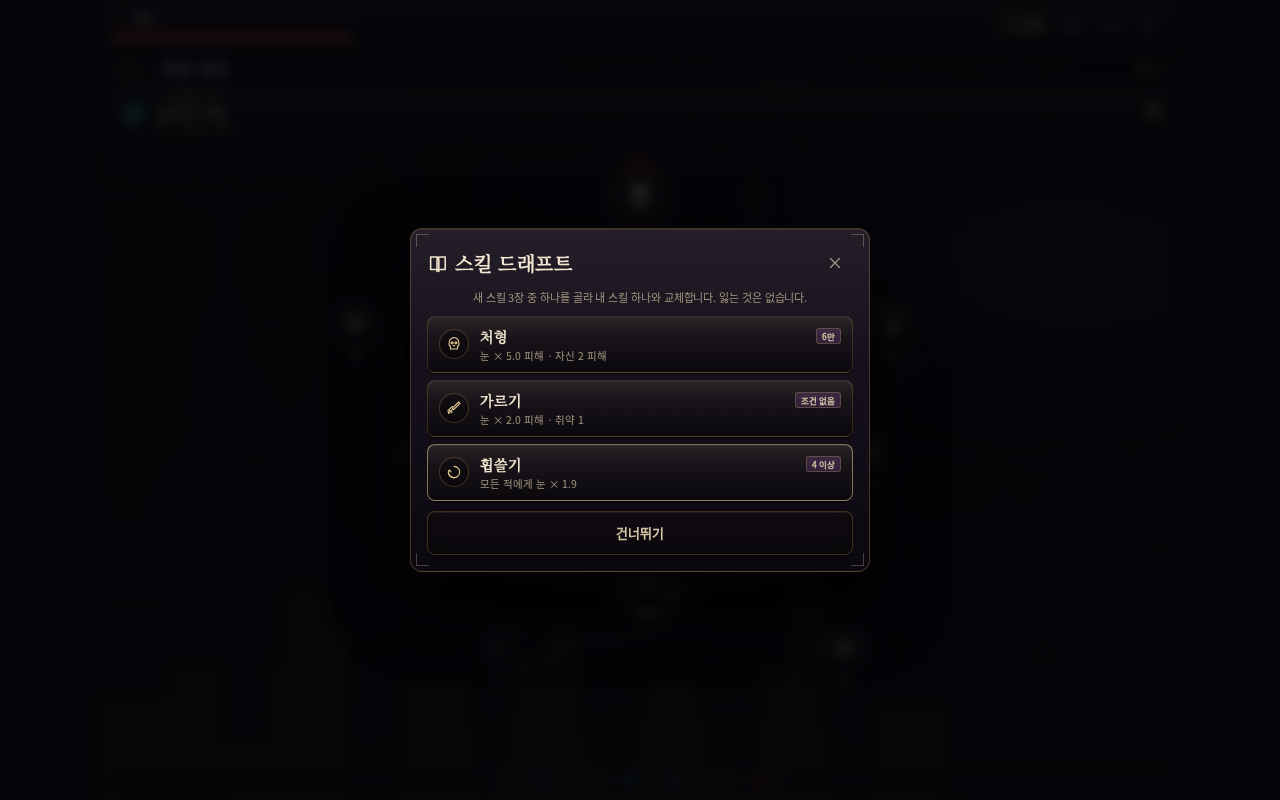 스킬 드래프트
새 스킬 3장 중 하나를 골라 내 스킬 하나와 교체합니다. 잃는 것은 없습니다.
처형
6만
눈 × 5.0 피해 · 자신 2 피해
가르기
조건 없음
눈 × 2.0 피해 · 취약 1
휩쓸기
4 이상
모든 적에게 눈 × 1.9
건너뛰기